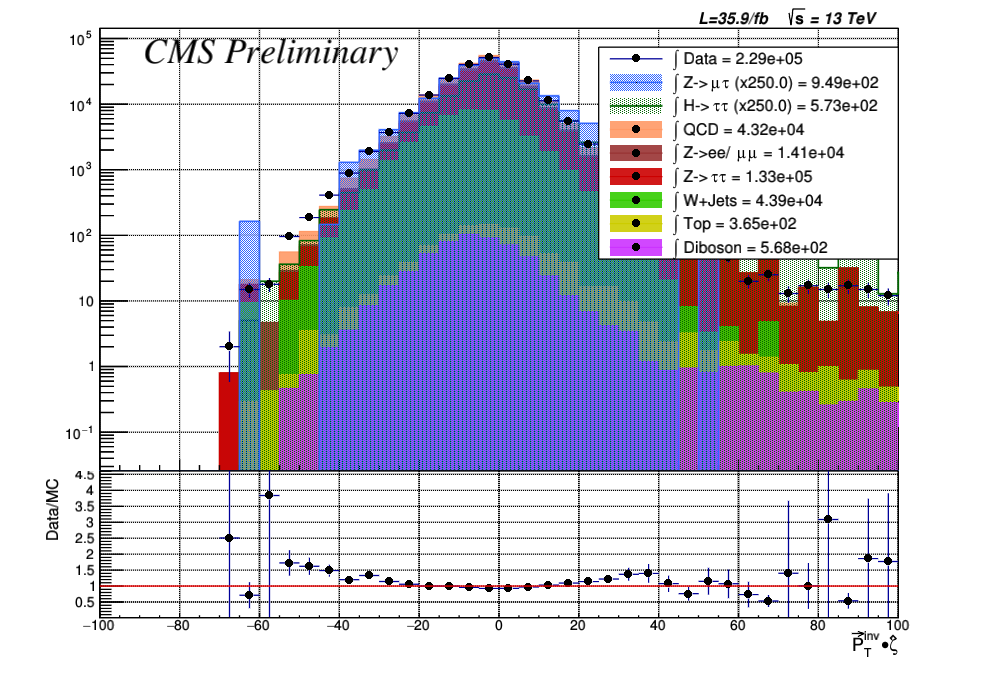 L=35.9/fb √s = 13 TeV
CMS Preliminary
10⁵
10⁴
10³
10²
10
1
10⁻¹
∫ Data = 2.29e+05
∫ Z->μτ (x250.0) = 9.49e+02
∫ H->ττ (x250.0) = 5.73e+02
∫ QCD = 4.32e+04
∫ Z->ee/ μμ = 1.41e+04
∫ Z->ττ = 1.33e+05
∫ W+Jets = 4.39e+04
∫ Top = 3.65e+02
∫ Diboson = 5.68e+02
Data/MC
4.5
4
3.5
3
2.5
2
1.5
1
0.5
−100 −80 −60 −40 −20 0 20 40 60 80 100
P⃗_T^inv • ζ̂